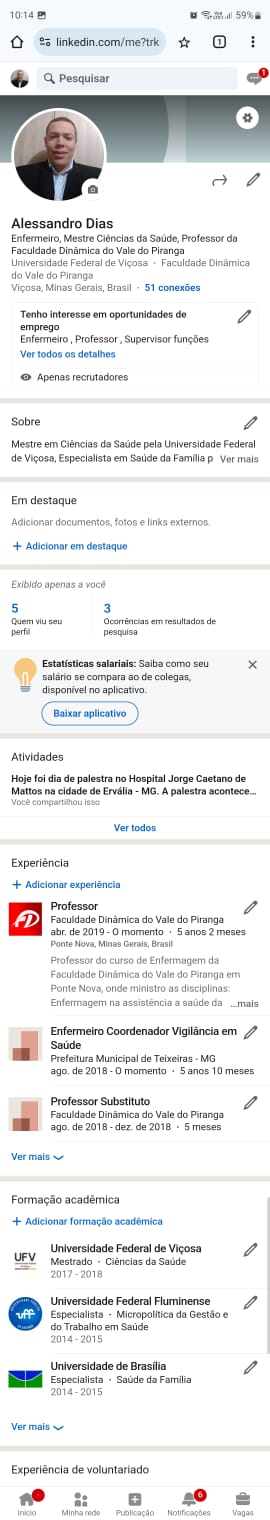 10:14
59%
linkedin.com/me?trk
1
Pesquisar
1
Alessandro Dias
Enfermeiro, Mestre Ciências da Saúde, Professor da
Faculdade Dinâmica do Vale do Piranga
Universidade Federal de Viçosa · Faculdade Dinâmica
do Vale do Piranga
Viçosa, Minas Gerais, Brasil · 51 conexões
Tenho interesse em oportunidades de
emprego
Enfermeiro , Professor , Supervisor funções
Ver todos os detalhes
Apenas recrutadores
Sobre
Mestre em Ciências da Saúde pela Universidade Federal
de Viçosa, Especialista em Saúde da Família p Ver mais
Em destaque
Adicionar documentos, fotos e links externos.
+ Adicionar em destaque
Exibido apenas a você
5
Quem viu seu
perfil
3
Ocorrências em resultados de
pesquisa
Estatísticas salariais: Saiba como seu
salário se compara ao de colegas,
disponível no aplicativo.
Baixar aplicativo
Atividades
Hoje foi dia de palestra no Hospital Jorge Caetano de
Mattos na cidade de Ervália - MG. A palestra acontece...
Você compartilhou isso
Ver todos
Experiência
+ Adicionar experiência
Professor
Faculdade Dinâmica do Vale do Piranga
abr. de 2019 - O momento · 5 anos 2 meses
Ponte Nova, Minas Gerais, Brasil
Professor do curso de Enfermagem da
Faculdade Dinâmica do Vale do Piranga em
Ponte Nova, onde ministro as disciplinas:
Enfermagem na assistência a saúde da ...mais
Enfermeiro Coordenador Vigilância em
Saúde
Prefeitura Municipal de Teixeiras - MG
ago. de 2018 - O momento · 5 anos 10 meses
Professor Substituto
Faculdade Dinâmica do Vale do Piranga
ago. de 2018 - dez. de 2018 · 5 meses
Ver mais
Formação acadêmica
+ Adicionar formação acadêmica
UFV
Universidade Federal de Viçosa
Mestrado · Ciências da Saúde
2017 - 2018
uff
Universidade Federal Fluminense
Especialista · Micropolítica da Gestão e
do Trabalho em Saúde
2014 - 2015
Universidade de Brasília
Especialista · Saúde da Família
2014 - 2015
Ver mais
Experiência de voluntariado
6
Início
Minha rede
Publicação
Notificações
Vagas